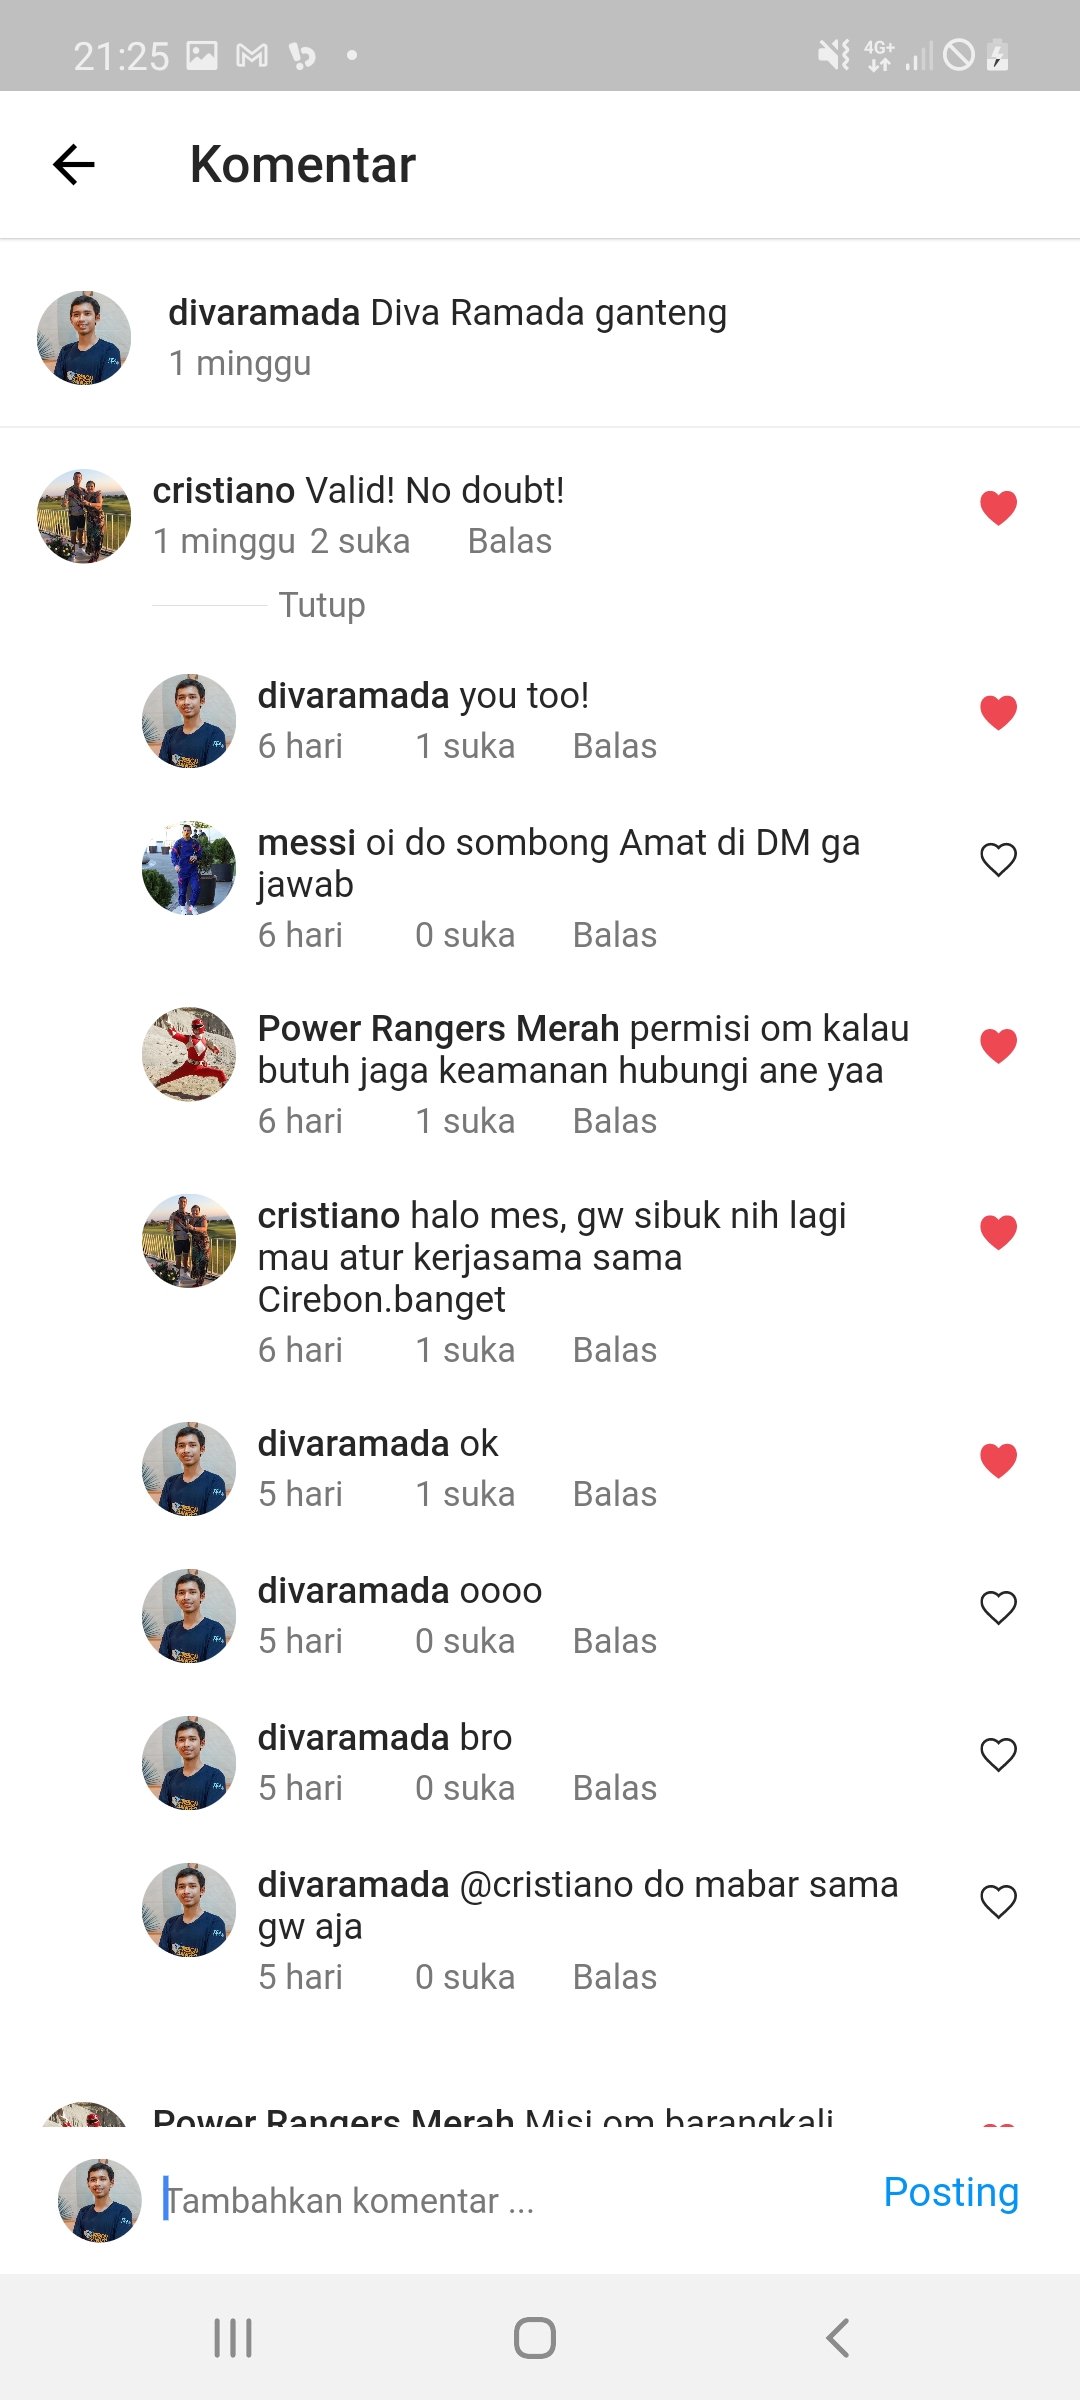 21:25
4G+
Komentar
divaramada Diva Ramada ganteng
1 minggu
cristiano Valid! No doubt!
1 minggu 2 suka Balas
Tutup
divaramada you too!
6 hari 1 suka Balas
messi oi do sombong Amat di DM ga
jawab
6 hari 0 suka Balas
Power Rangers Merah permisi om kalau
butuh jaga keamanan hubungi ane yaa
6 hari 1 suka Balas
cristiano halo mes, gw sibuk nih lagi
mau atur kerjasama sama
Cirebon.banget
6 hari 1 suka Balas
divaramada ok
5 hari 1 suka Balas
divaramada oooo
5 hari 0 suka Balas
divaramada bro
5 hari 0 suka Balas
divaramada @cristiano do mabar sama
gw aja
5 hari 0 suka Balas
Power Rangers Merah Misi om barangkali
Tambahkan komentar ...
Posting